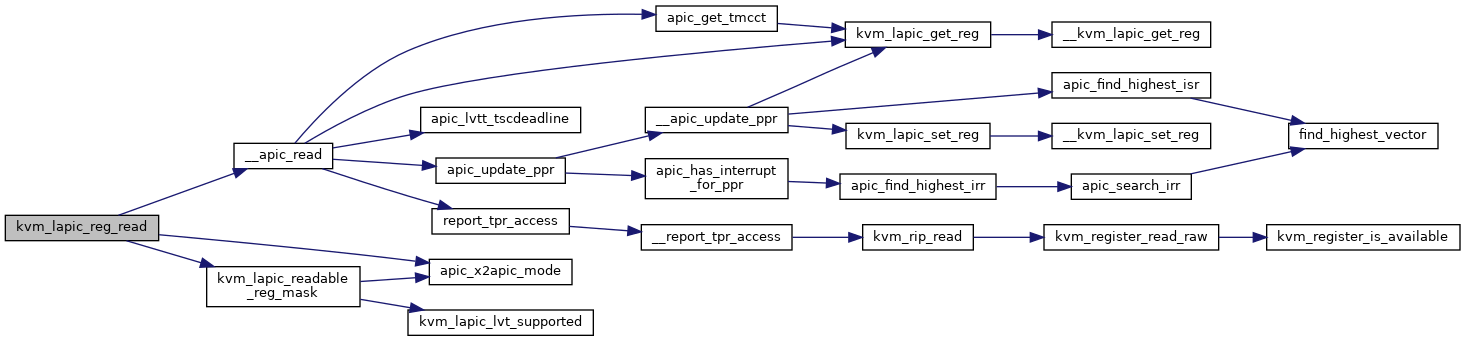 apic_get_tmcct
kvm_lapic_get_reg
__kvm_lapic_get_reg
apic_find_highest_isr
apic_lvtt_tscdeadline
__apic_update_ppr
kvm_lapic_set_reg
__kvm_lapic_set_reg
find_highest_vector
__apic_read
apic_update_ppr
apic_has_interrupt
_for_ppr
apic_find_highest_irr
apic_search_irr
kvm_lapic_reg_read
report_tpr_access
__report_tpr_access
kvm_rip_read
kvm_register_read_raw
kvm_register_is_available
apic_x2apic_mode
kvm_lapic_readable
_reg_mask
kvm_lapic_lvt_supported